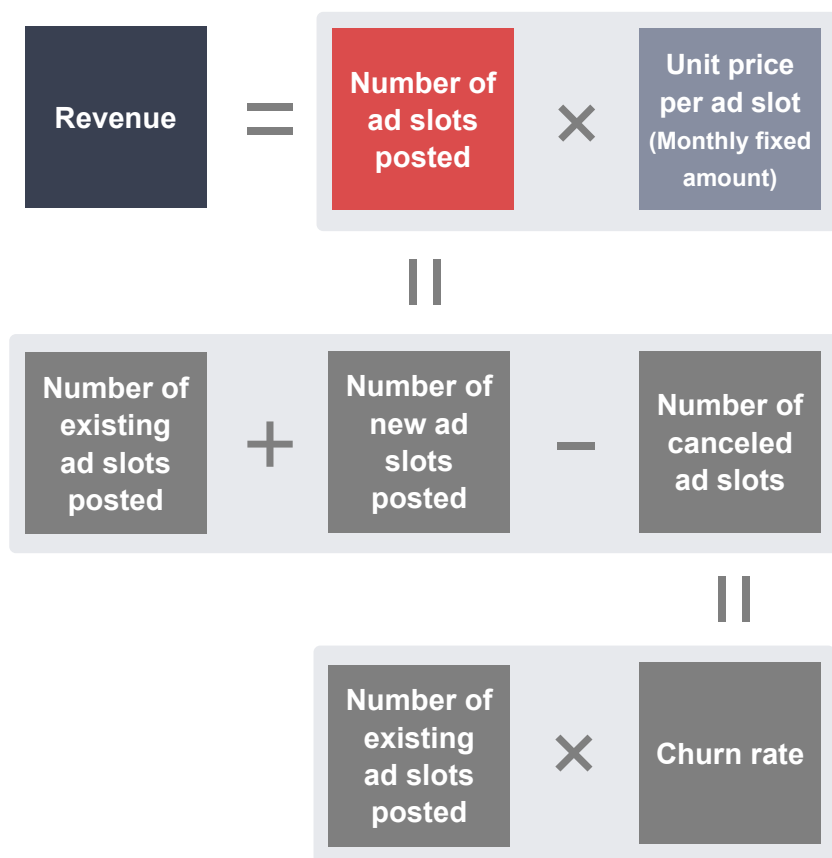 Revenue
=
Number of
ad slots
posted
×
Unit price
per ad slot
(Monthly fixed
amount)
=
Number of
existing
ad slots
posted
+
Number of
new ad
slots
posted
−
Number of
canceled
ad slots
=
Number of
existing
ad slots
posted
×
Churn rate